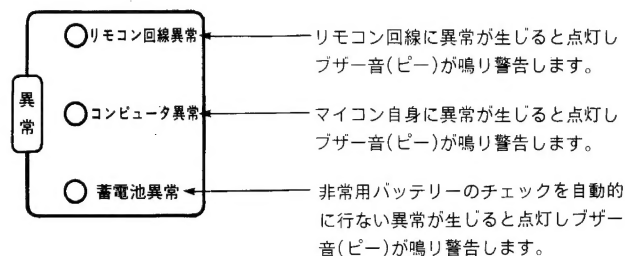 リモコン回線異常
リモコン回線に異常が生じると点灯し
ブザー音(ピー)が鳴り警告します。
異常
コンピュータ異常
マイコン自身に異常が生じると点灯し
ブザー音(ピー)が鳴り警告します。
蓄電池異常
非常用バッテリーのチェックを自動的
に行ない異常が生じると点灯しブザー
音(ピー)が鳴り警告します。